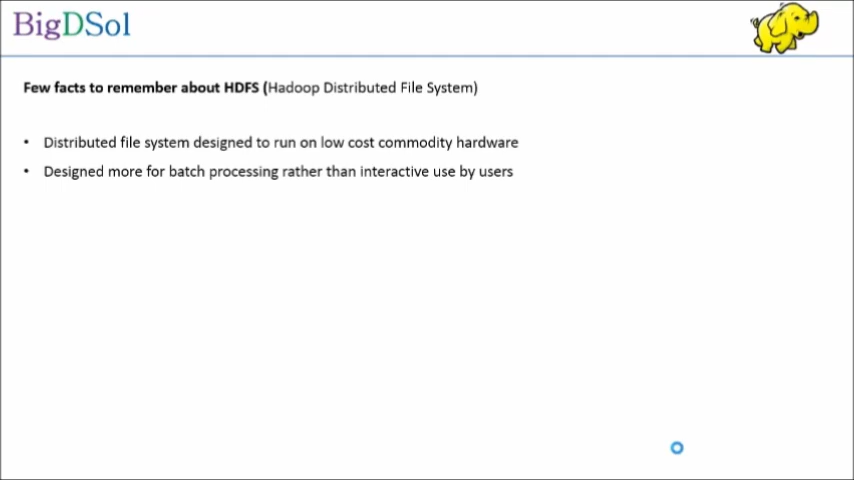 BigDSol
Few facts to remember about HDFS (Hadoop Distributed File System)
• Distributed file system designed to run on low cost commodity hardware
• Designed more for batch processing rather than interactive use by users